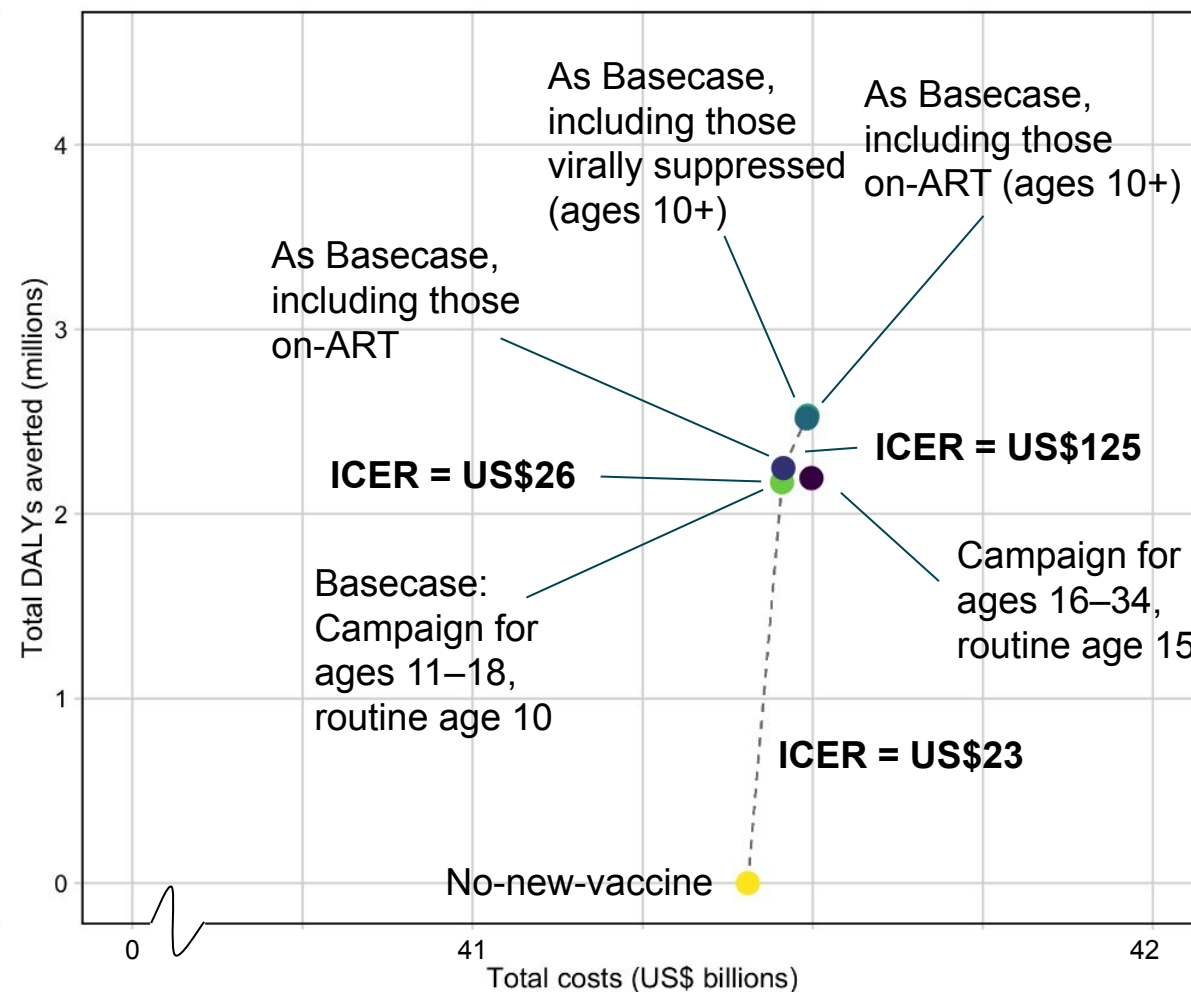 As Basecase,
including those
virally suppressed
(ages 10+)
As Basecase,
including those
on-ART (ages 10+)
As Basecase,
including those
on-ART
ICER = US$125
ICER = US$26
Basecase:
Campaign for
ages 11–18,
routine age 10
Campaign for
ages 16–34,
routine age 15
ICER = US$23
No-new-vaccine
Total DALYs averted (millions)
4
3
2
1
0
0
41
42
Total costs (US$ billions)